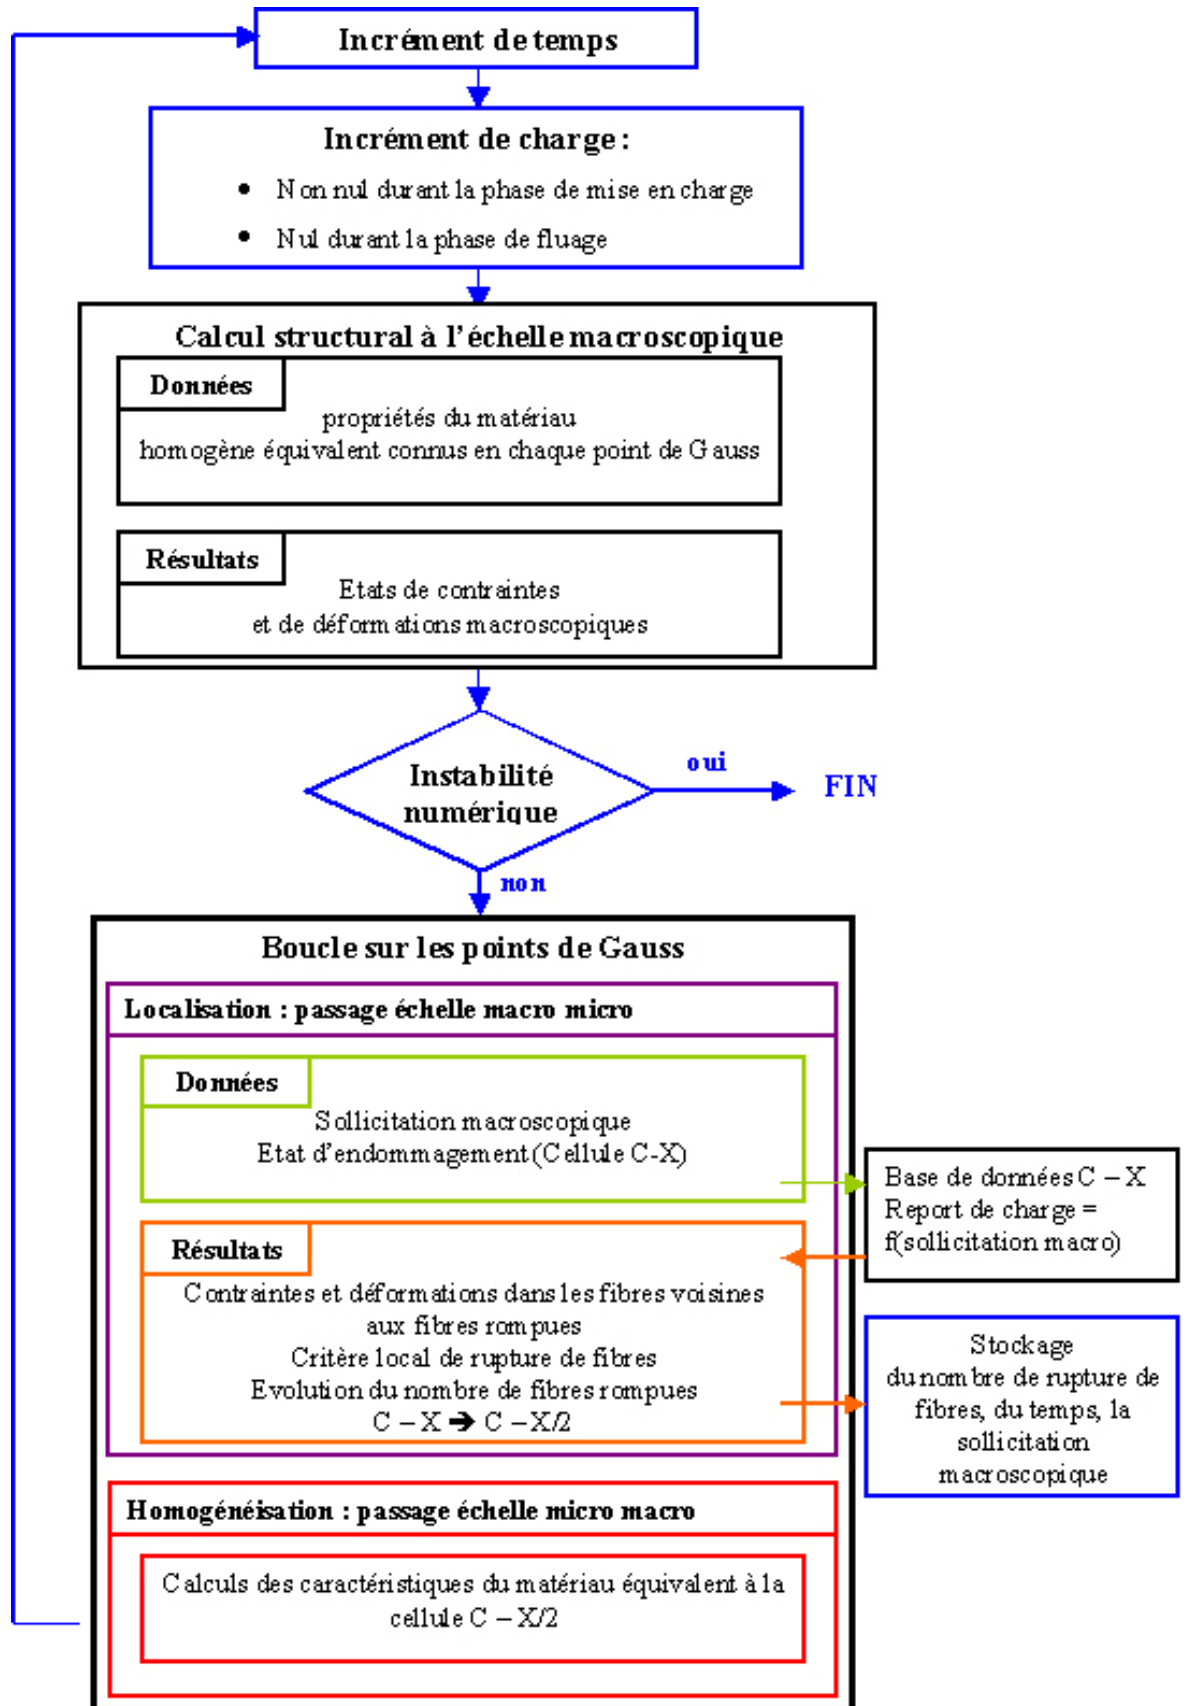 Incrément de temps
Incrément de charge :
• Non nul durant la phase de mise en charge
• Nul durant la phase de fluage
Calcul structural à l'échelle macroscopique
Données
propriétés du matériau
homogène équivalent connus en chaque point de Gauss
Résultats
Etats de contraintes
et de déformations macroscopiques
Instabilité
numérique
oui
FIN
non
Boucle sur les points de Gauss
Localisation : passage échelle macro micro
Données
Sollicitation macroscopique
Etat d'endommagement (Cellule C-X)
Base de données C – X
Report de charge =
f(sollicitation macro)
Résultats
Contraintes et déformations dans les fibres voisines
aux fibres rompues
Critère local de rupture de fibres
Evolution du nombre de fibres rompues
C – X ➔ C – X/2
Stockage
du nombre de rupture de
fibres, du temps, la
sollicitation
macroscopique
Homogénéisation : passage échelle micro macro
Calculs des caractéristiques du matériau équivalent à la
cellule C – X/2